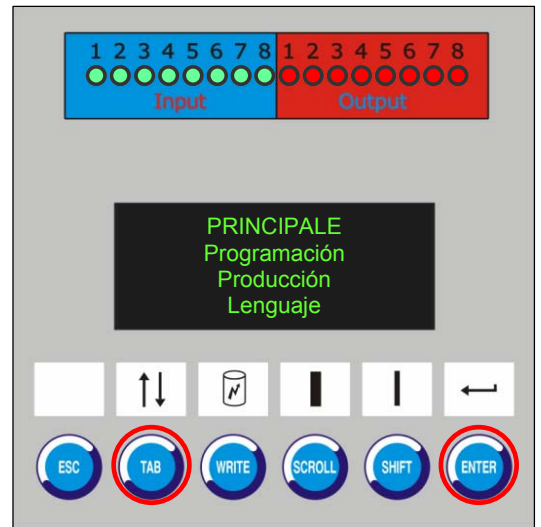 1 2 3 4 5 6 7 8 1 2 3 4 5 6 7 8
Input Output
PRINCIPALE
Programación
Producción
Lenguaje
ESC TAB WRITE SCROLL SHIFT ENTER